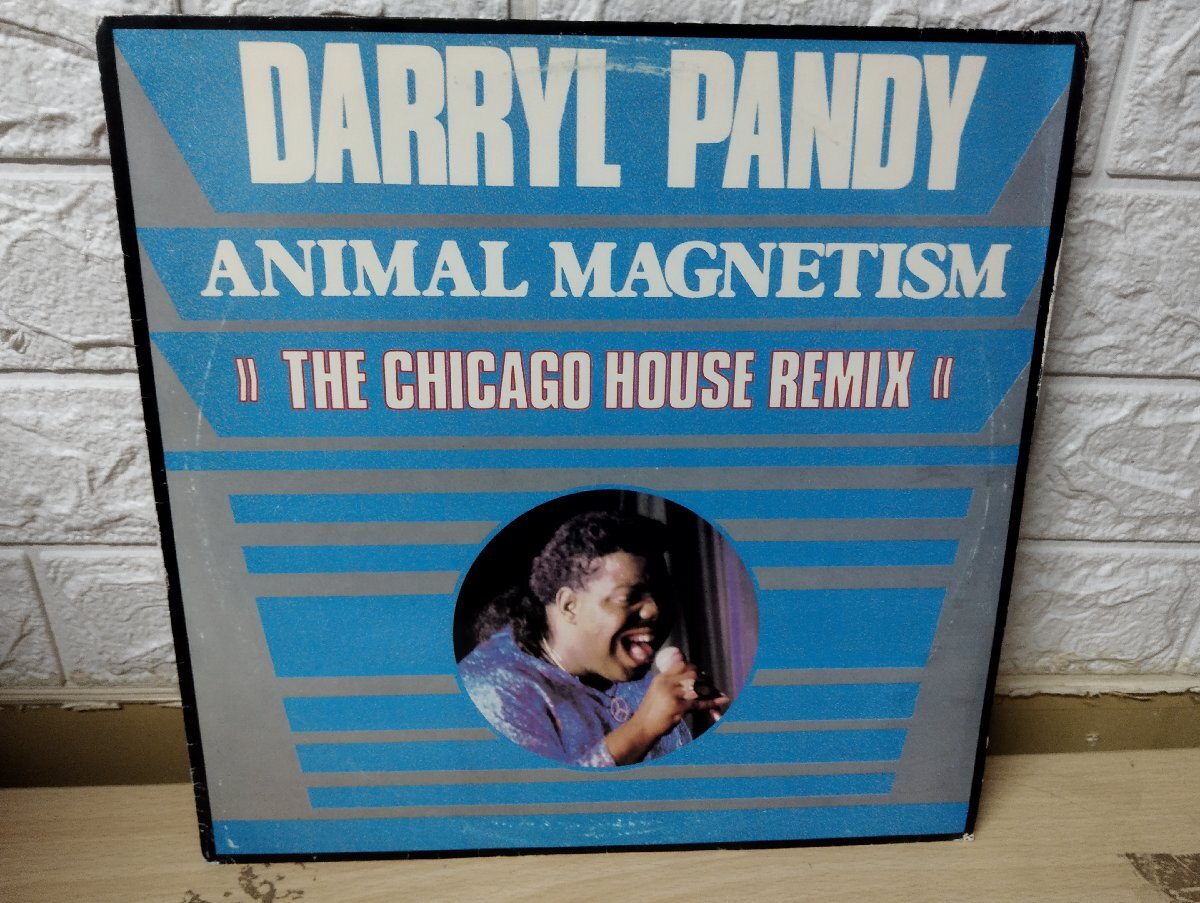 DARRYL PANDY
ANIMAL MAGNETISM
" THE CHICAGO HOUSE REMIX "